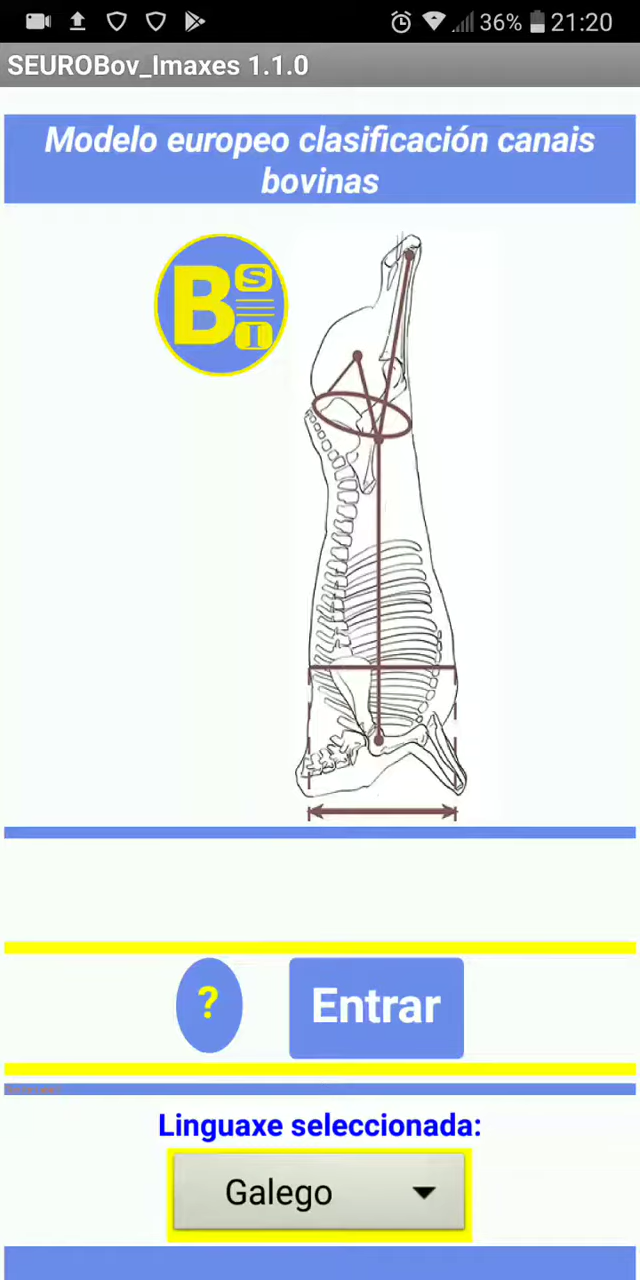 36% 21:20
SEUROBov_Imaxes 1.1.0
Modelo europeo clasificación canais
bovinas
B S
I
? Entrar
Linguaxe seleccionada:
Galego